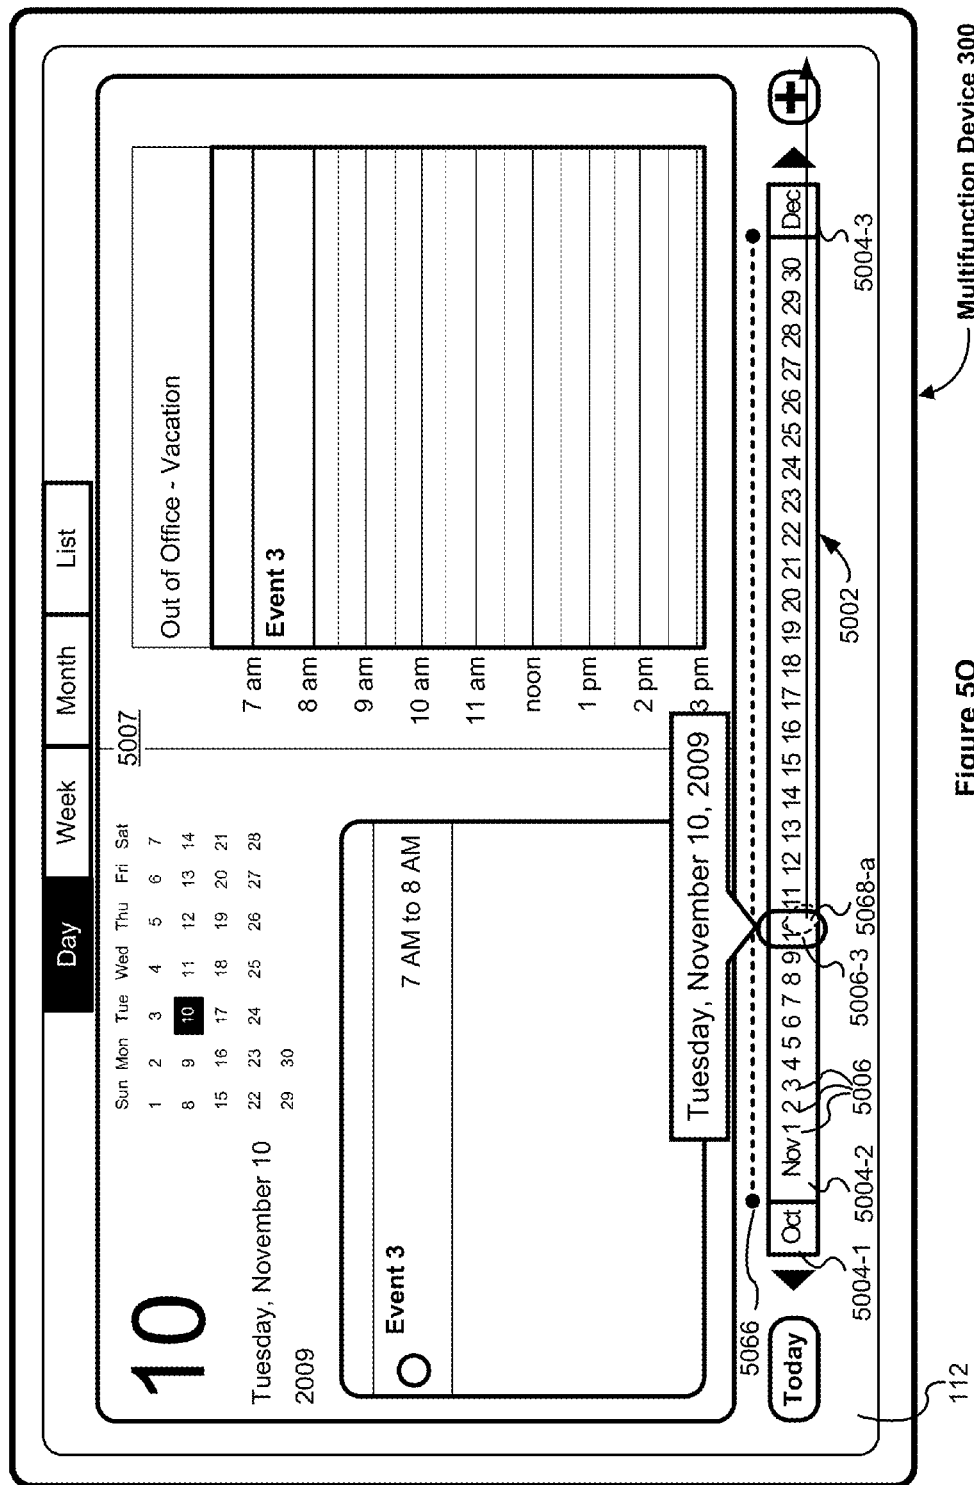 Day Week Month List
10
Tuesday, November 10
2009
Sun Mon Tue Wed Thu Fri Sat
1 2 3 4 5 6 7
8 9 10 11 12 13 14
15 16 17 18 19 20 21
22 23 24 25 26 27 28
29 30
5007
Event 3
7 AM to 8 AM
Out of Office - Vacation
7 am
Event 3
8 am
9 am
10 am
11 am
noon
1 pm
2 pm
3 pm
Tuesday, November 10, 2009
5066
Today
Oct Nov 1 2 3 4 5 6 7 8 9 11 12 13 14 15 16 17 18 19 20 21 22 23 24 25 26 27 28 29 30 Dec
+
5004-1 5004-2 5006 5006-3 5068-a 5002 5004-3
112
Multifunction Device 300
Figure 5O